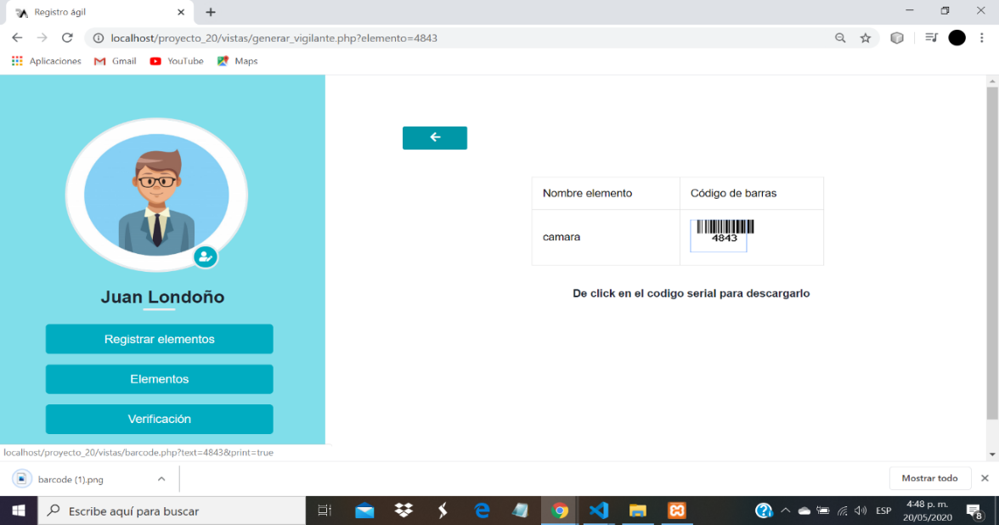 Registro ágil
localhost/proyecto_20/vistas/generar_vigilante.php?elemento=4843
Aplicaciones Gmail YouTube Maps
Juan Londoño
Registrar elementos
Elementos
Verificación
Nombre elemento Código de barras
camara 4843
De click en el codigo serial para descargarlo
localhost/proyecto_20/vistas/barcode.php?text=4843&print=true
barcode (1).png Mostrar todo
Escribe aquí para buscar
ESP
4:48 p. m.
20/05/2020
8